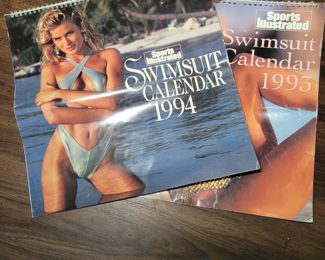 Sports
Illustrated
SWIMSUIT
CALENDAR
1994
Sports
Illustrated
Swimsuit
Calendar
1993